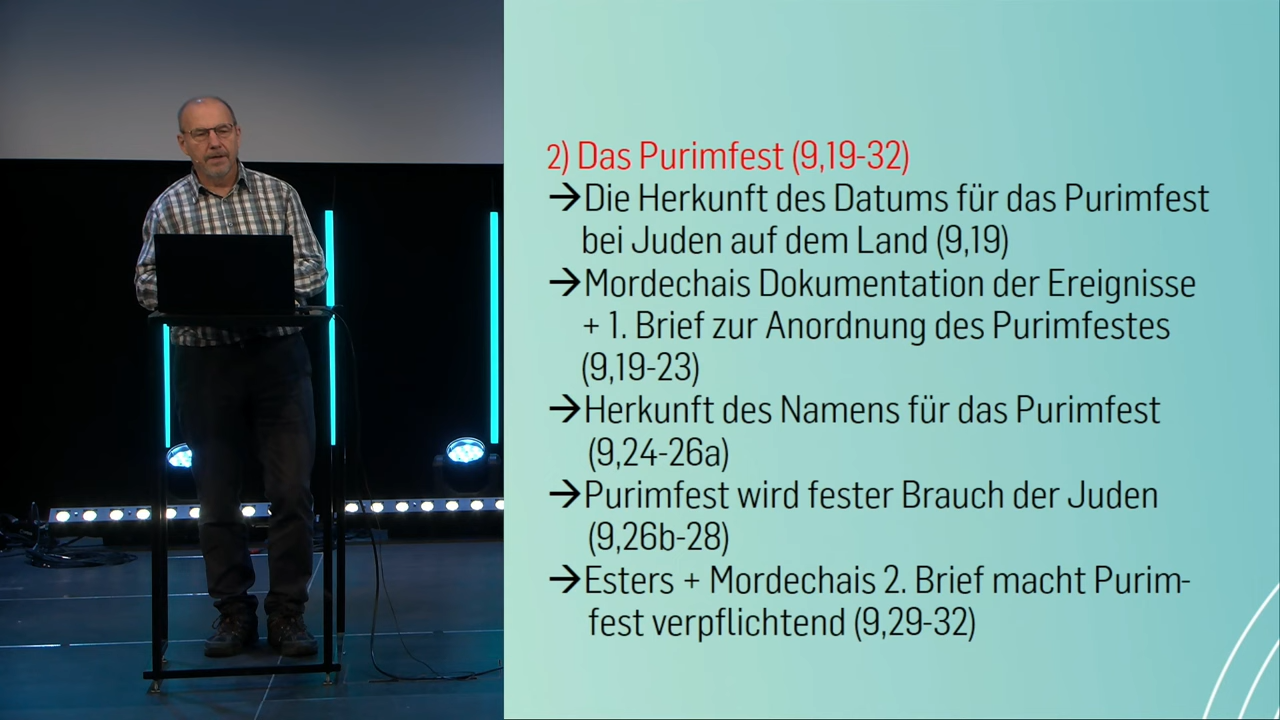 2) Das Purimfest (9,19-32)
→Die Herkunft des Datums für das Purimfest
bei Juden auf dem Land (9,19)
→Mordechais Dokumentation der Ereignisse
+ 1. Brief zur Anordnung des Purimfestes
(9,19-23)
→Herkunft des Namens für das Purimfest
(9,24-26a)
→Purimfest wird fester Brauch der Juden
(9,26b-28)
→Esters + Mordechais 2. Brief macht Purim-
fest verpflichtend (9,29-32)